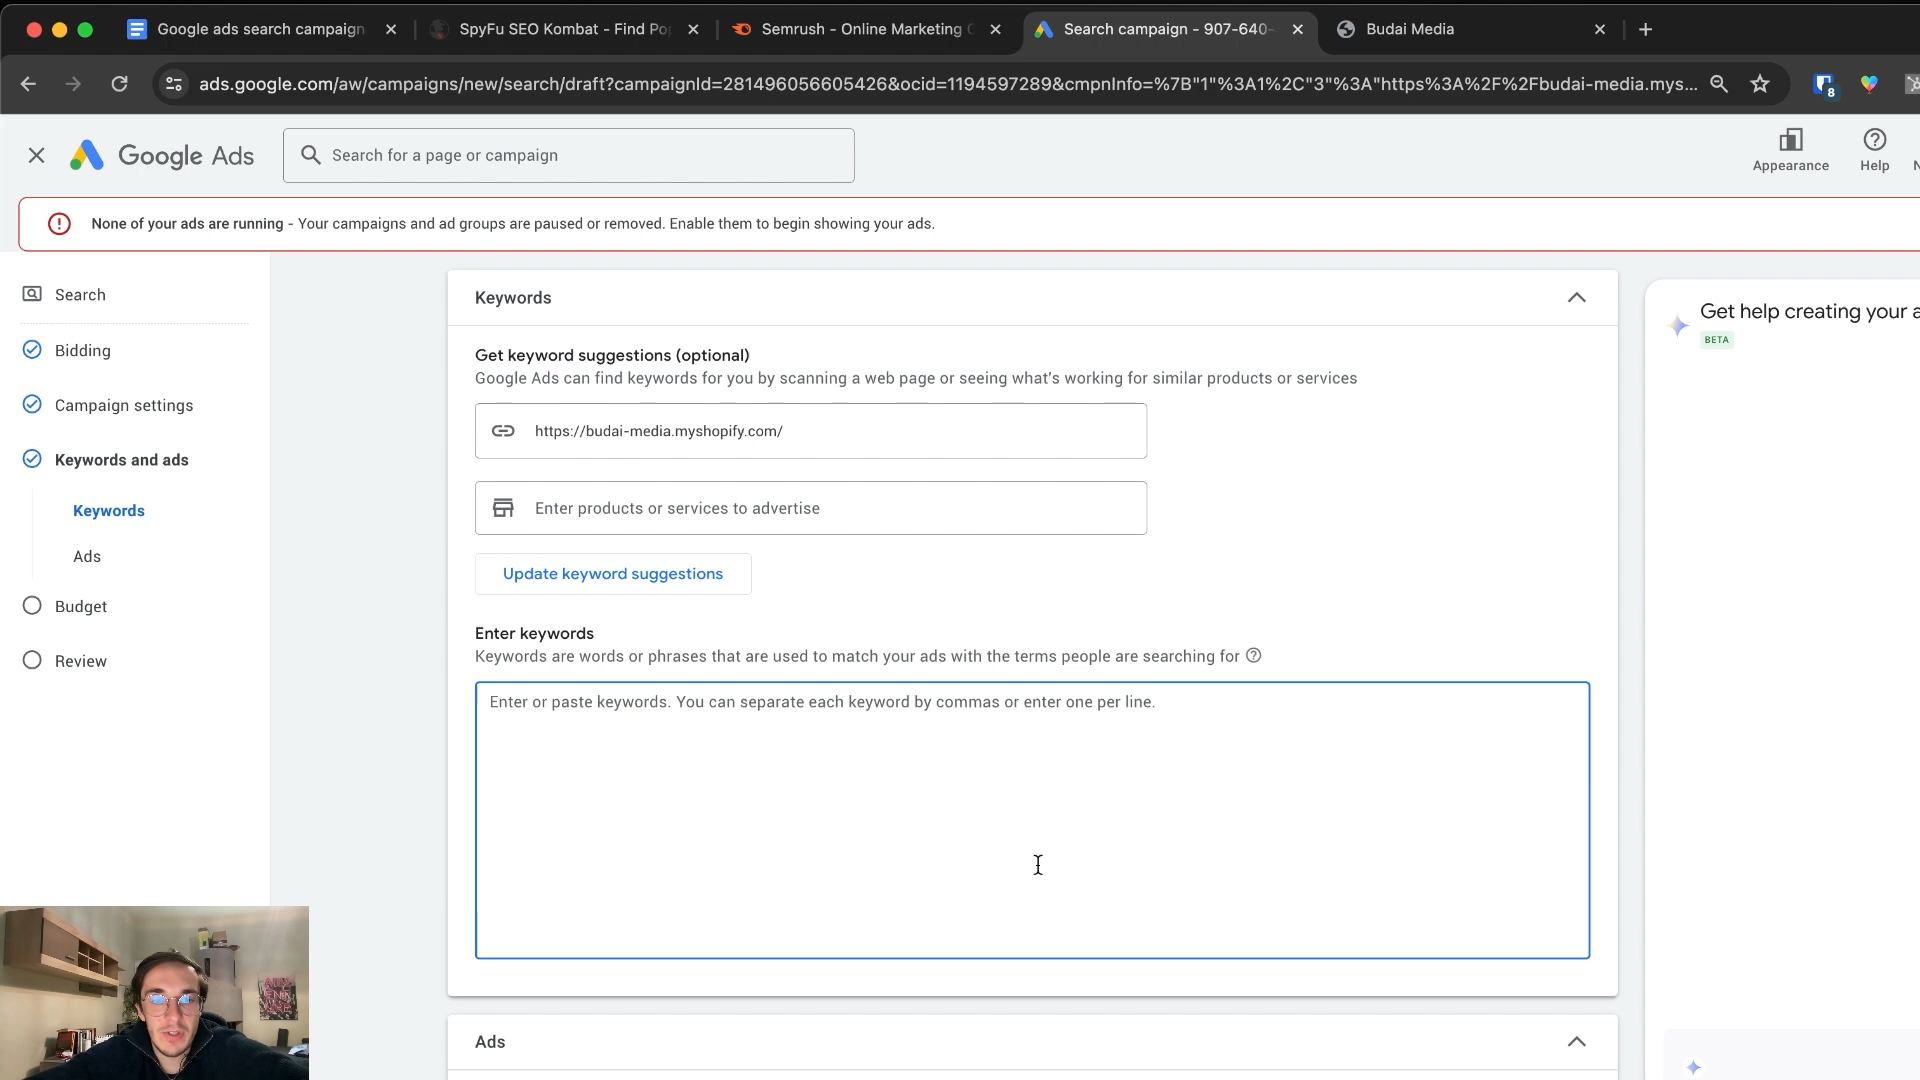 Google ads search campaign
SpyFu SEO Kombat - Find Po
Semrush - Online Marketing
Search campaign - 907-640-
Budai Media
ads.google.com/aw/campaigns/new/search/draft?campaignId=281496056605426&ocid=1194597289&cmpnInfo=%7B"1"%3A1%2C"3"%3A"https%3A%2F%2Fbudai-media.mys...
8
Google Ads
Search for a page or campaign
Appearance
Help
None of your ads are running - Your campaigns and ad groups are paused or removed. Enable them to begin showing your ads.
Search
Bidding
Campaign settings
Keywords and ads
Keywords
Ads
Budget
Review
Keywords
Get keyword suggestions (optional)
Google Ads can find keywords for you by scanning a web page or seeing what's working for similar products or services
https://budai-media.myshopify.com/
Enter products or services to advertise
Update keyword suggestions
Enter keywords
Keywords are words or phrases that are used to match your ads with the terms people are searching for
Enter or paste keywords. You can separate each keyword by commas or enter one per line.
Ads
Get help creating your a
BETA